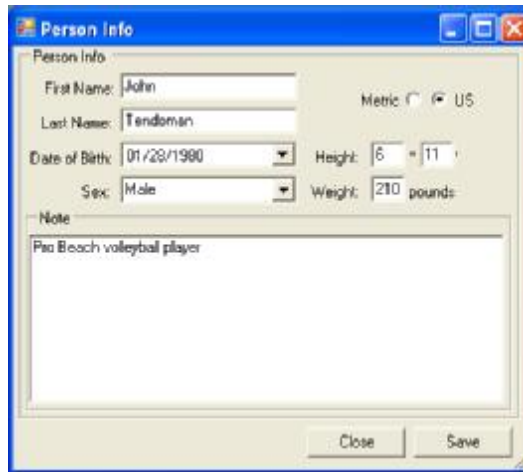 Person Info
Person Info
First Name: John
Metric US
Last Name: Tendoman
Date of Birth: 01/28/1980
Height: 6 " 11 '
Sex: Male
Weight: 210 pounds
Note
Pro Beach volleyball player
Close Save